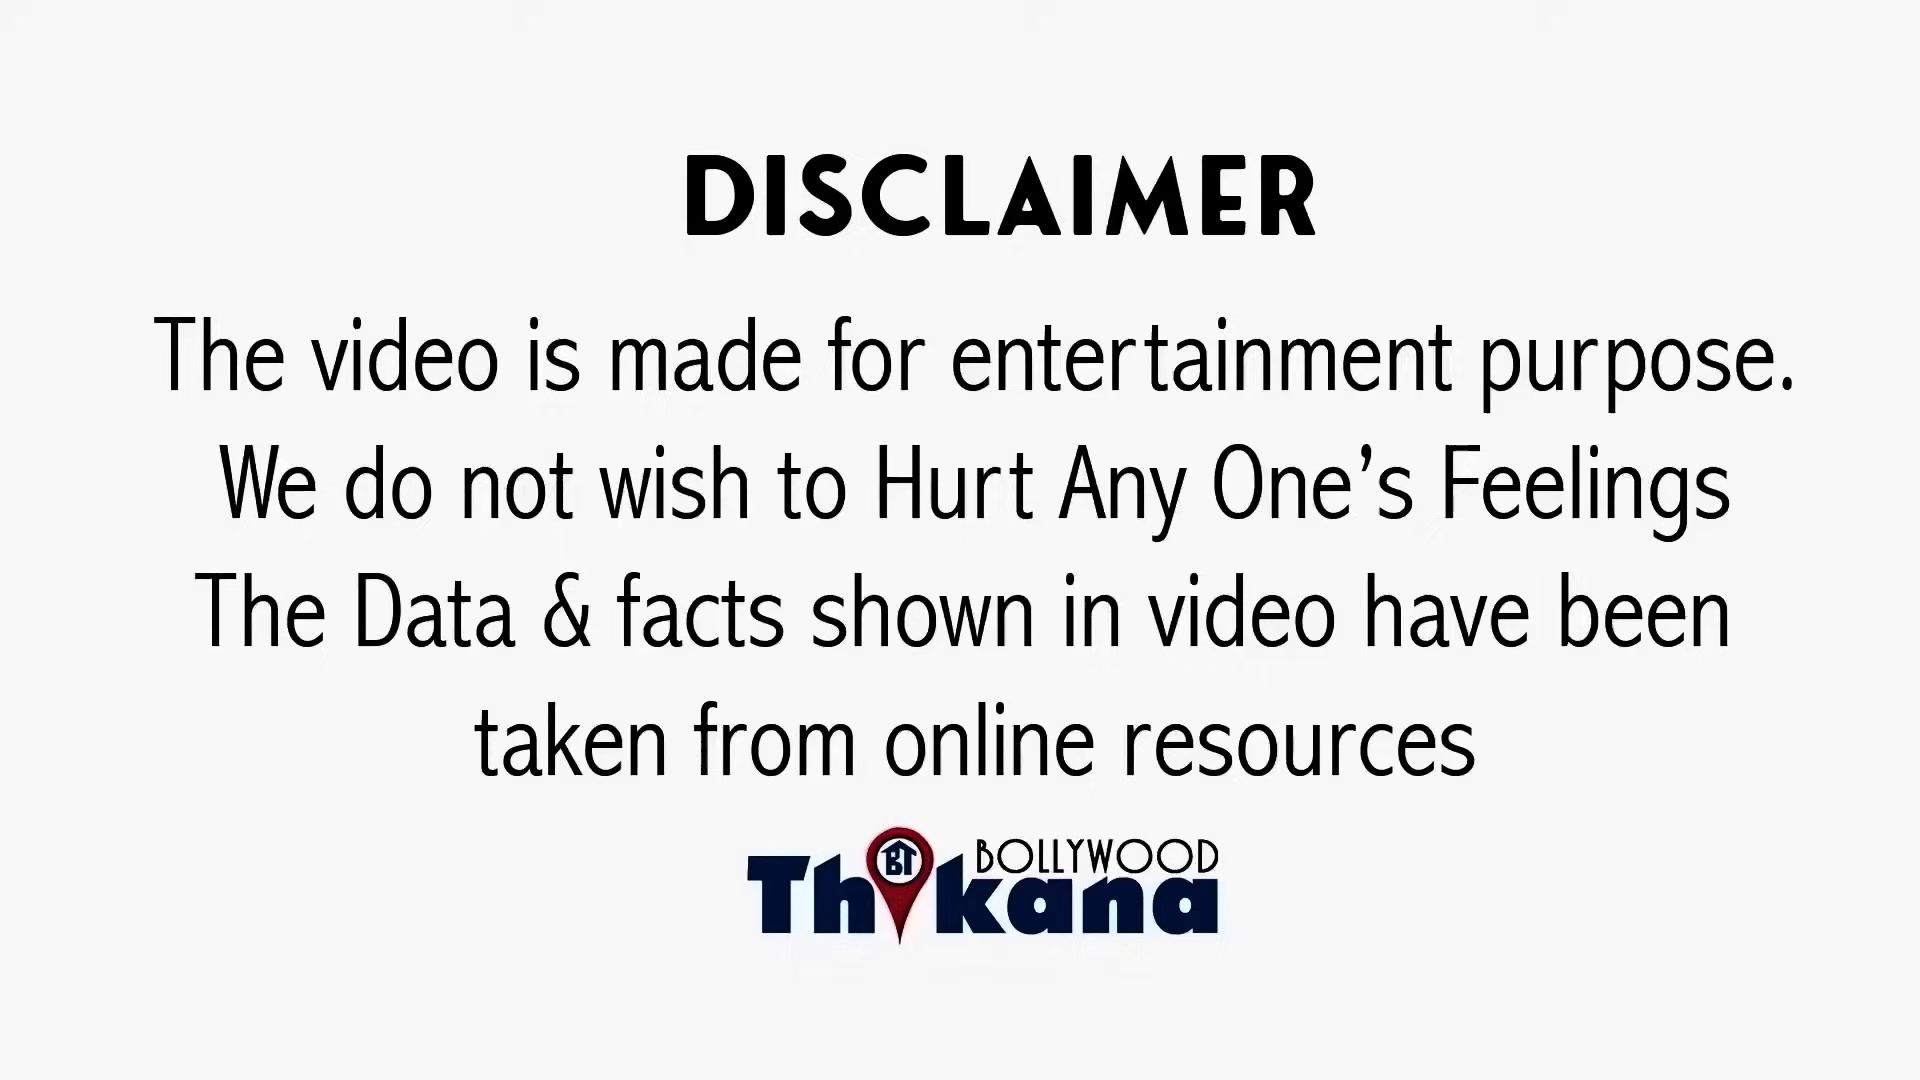 DISCLAIMER
The video is made for entertainment purpose.
We do not wish to Hurt Any One’s Feelings
The Data & facts shown in video have been
taken from online resources
BOLLYWOOD
BT
Thikana